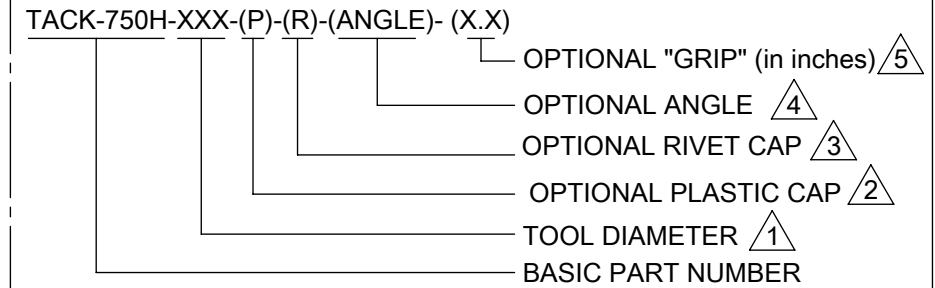 TACK-750H-XXX-(P)-(R)-(ANGLE)- (X.X)
OPTIONAL "GRIP" (in inches) 5
OPTIONAL ANGLE 4
OPTIONAL RIVET CAP 3
OPTIONAL PLASTIC CAP 2
TOOL DIAMETER 1
BASIC PART NUMBER